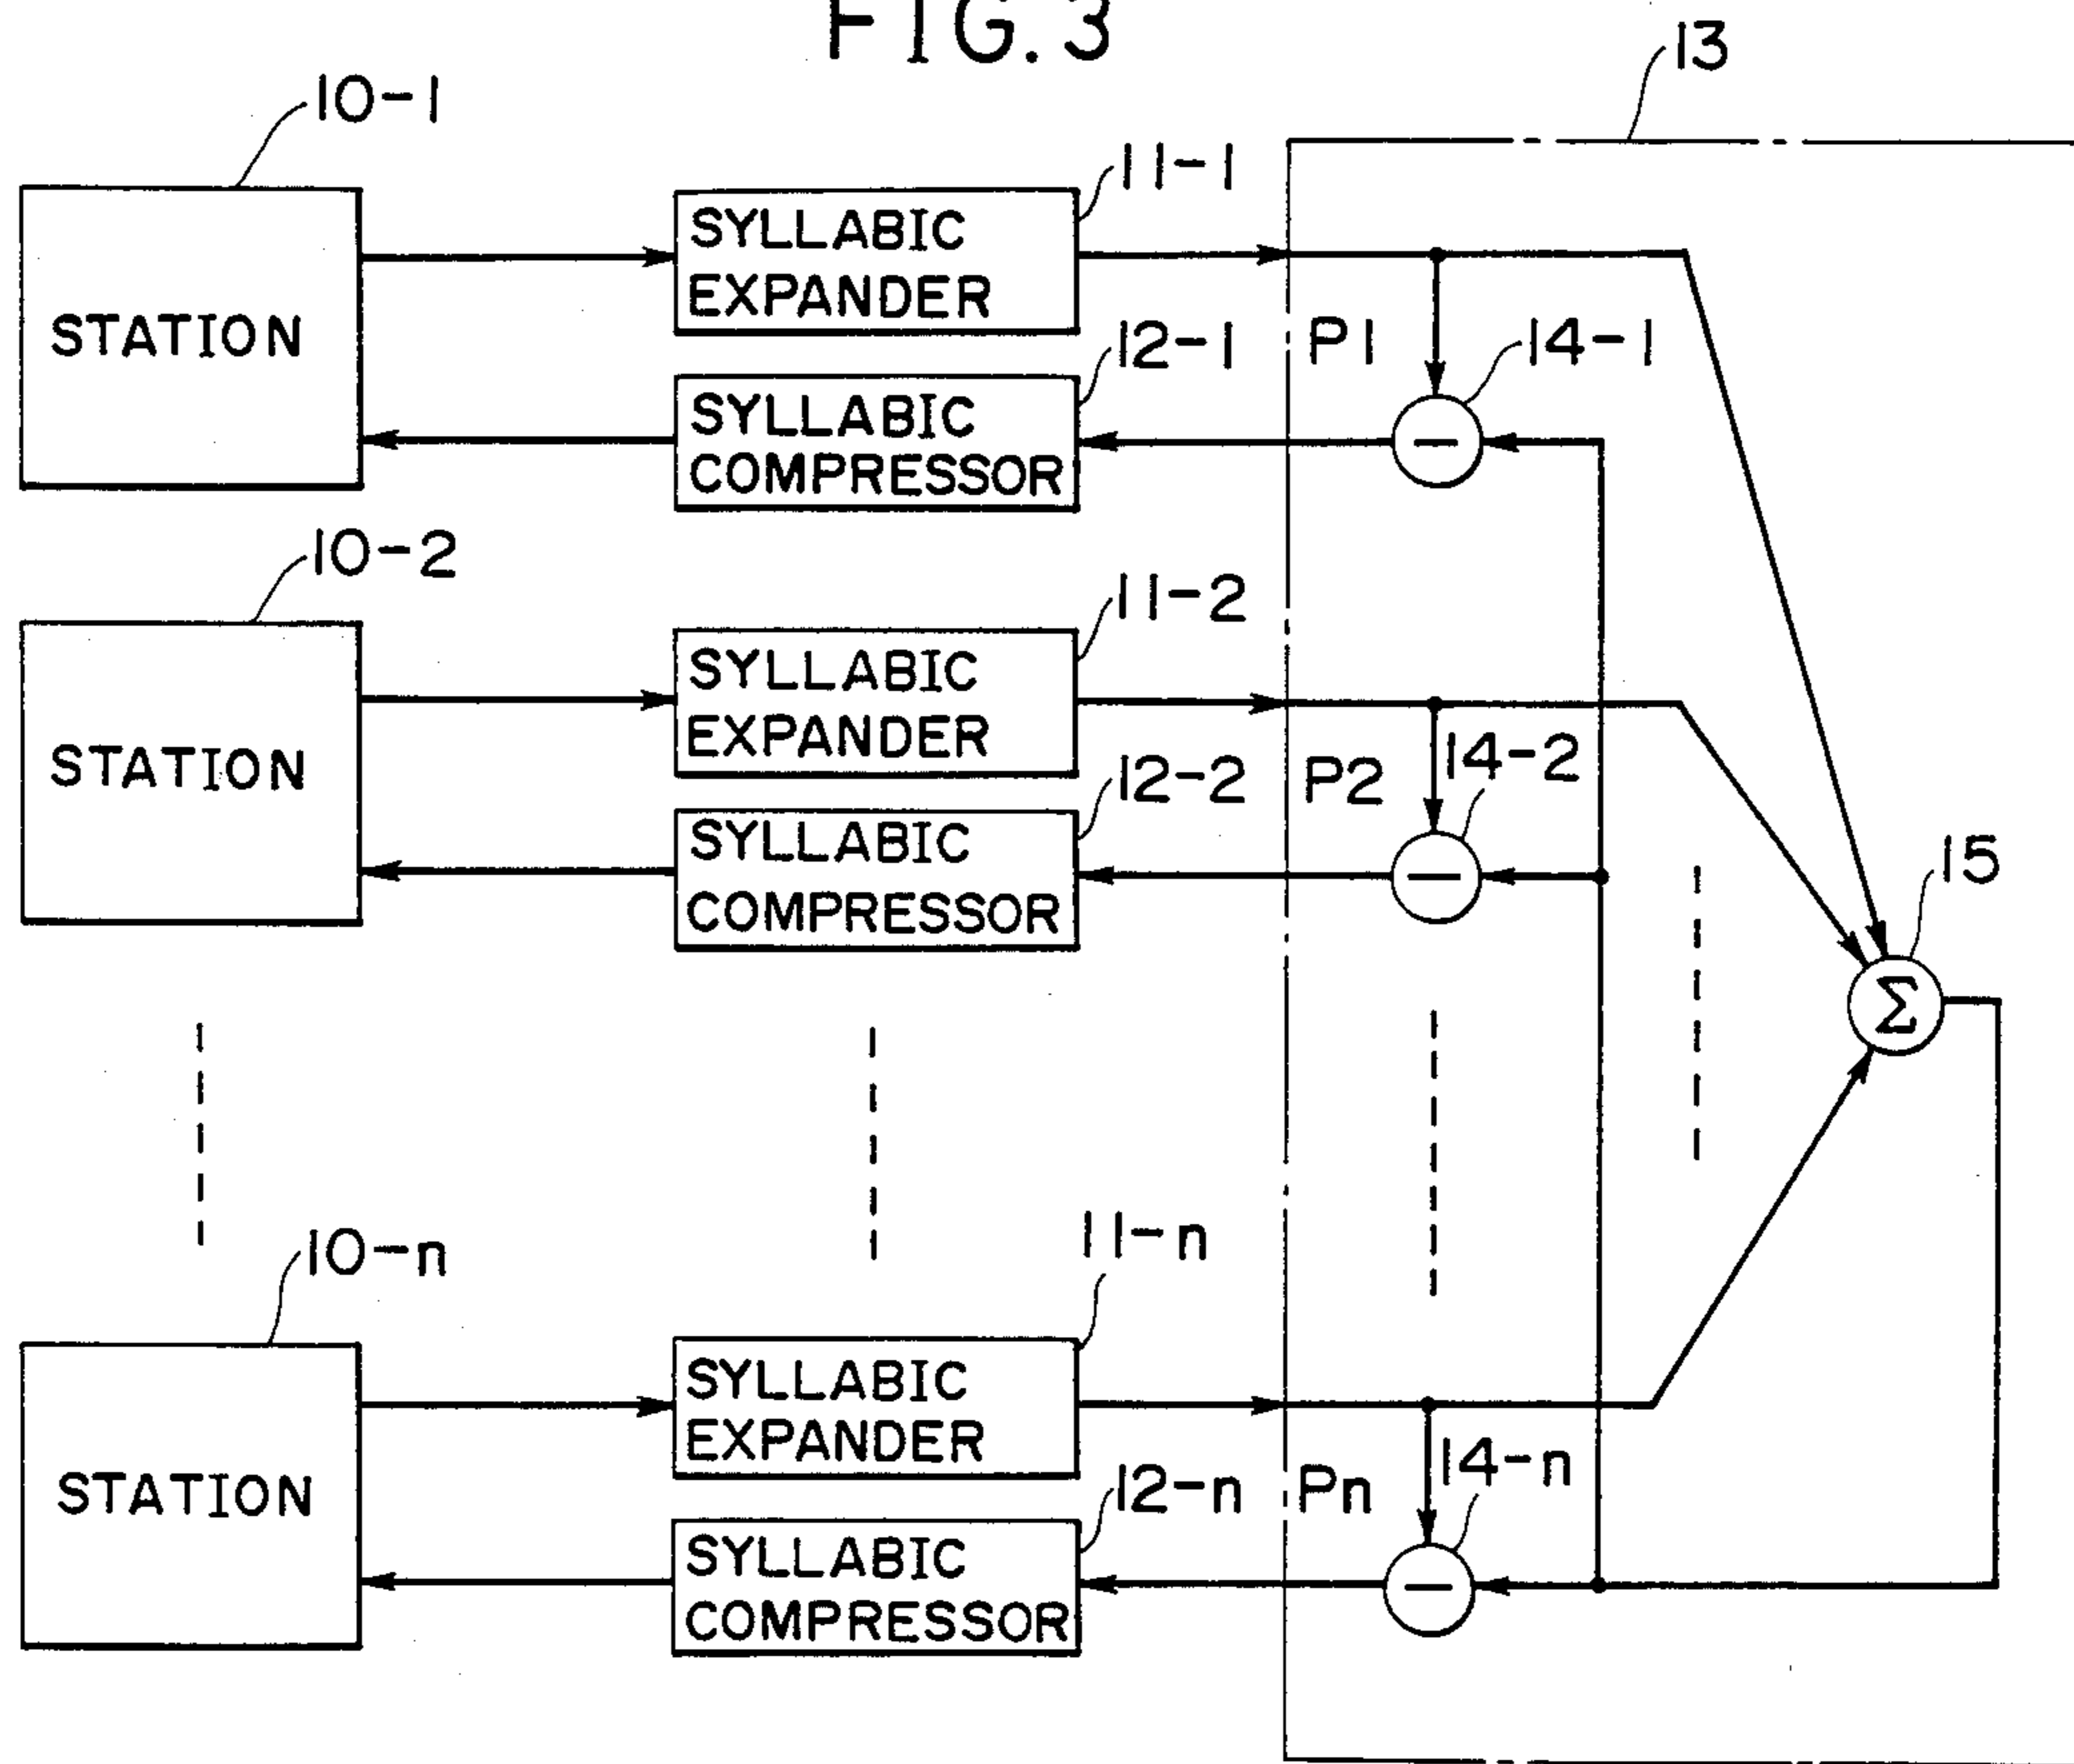 FIG. 3
13
10-1
11-1
STATION
SYLLABIC
EXPANDER
12-1
P1
14-1
SYLLABIC
COMPRESSOR
—
10-2
11-2
STATION
SYLLABIC
EXPANDER
12-2
P2
14-2
SYLLABIC
COMPRESSOR
—
15
Σ
10-n
11-n
STATION
SYLLABIC
EXPANDER
12-n
Pn
14-n
SYLLABIC
COMPRESSOR
—